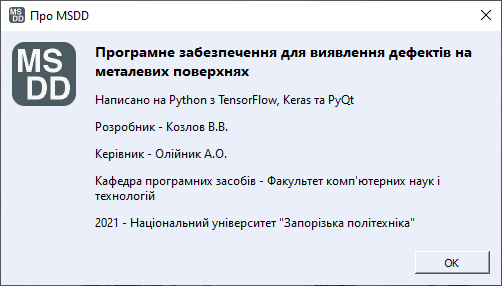 Про MSDD
MS
DD
Програмне забезпечення для виявлення дефектів на
металевих поверхнях
Написано на Python з TensorFlow, Keras та PyQt
Розробник - Козлов В.В.
Керівник - Олійник А.О.
Кафедра програмних засобів - Факультет комп'ютерних наук і
технологій
2021 - Національний університет "Запорізька політехніка"
OK